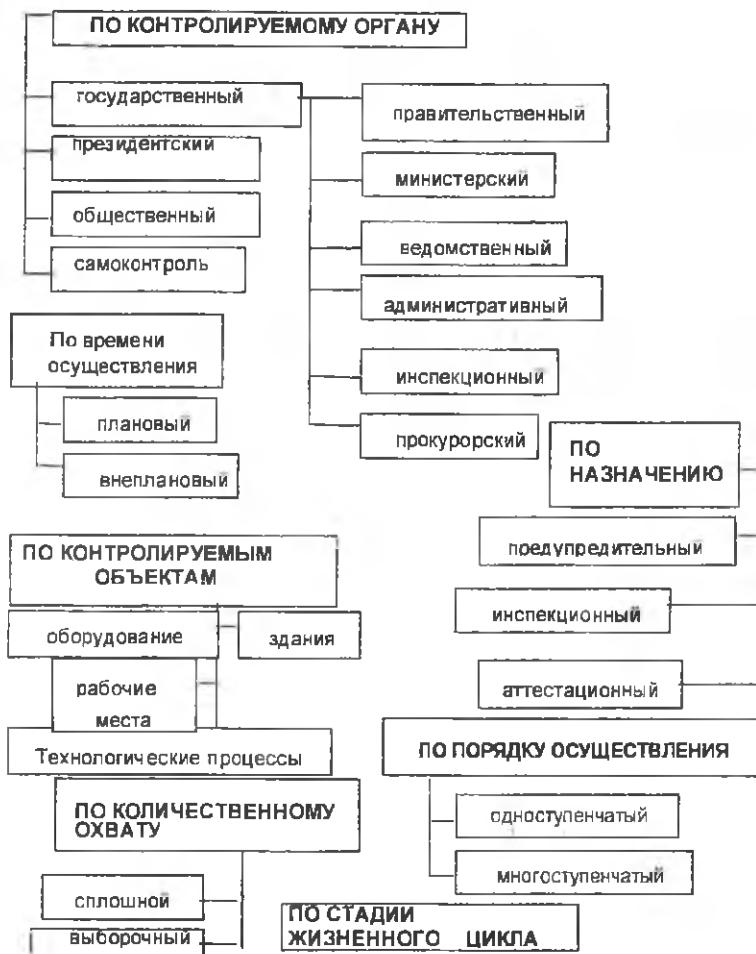 ПО КОНТРОЛИРУЕМОМУ ОРГАНУ
государственный
президентский
общественный
самоконтроль
правительственный
министерский
ведомственный
административный
инспекционный
прокурорский
По времени
осуществления
плановый
внеплановый
ПО
НАЗНАЧЕНИЮ
предупредительный
инспекционный
аттестационный
ПО КОНТРОЛИРУЕМЫМ
ОБЪЕКТАМ
оборудование
здания
рабочие
места
Технологические процессы
ПО ПОРЯДКУ ОСУЩЕСТВЛЕНИЯ
одноступенчатый
многоступенчатый
ПО КОЛИЧЕСТВЕННОМУ
ОХВАТУ
сплошной
выборочный
ПО СТАДИИ
ЖИЗНЕННОГО ЦИКЛА